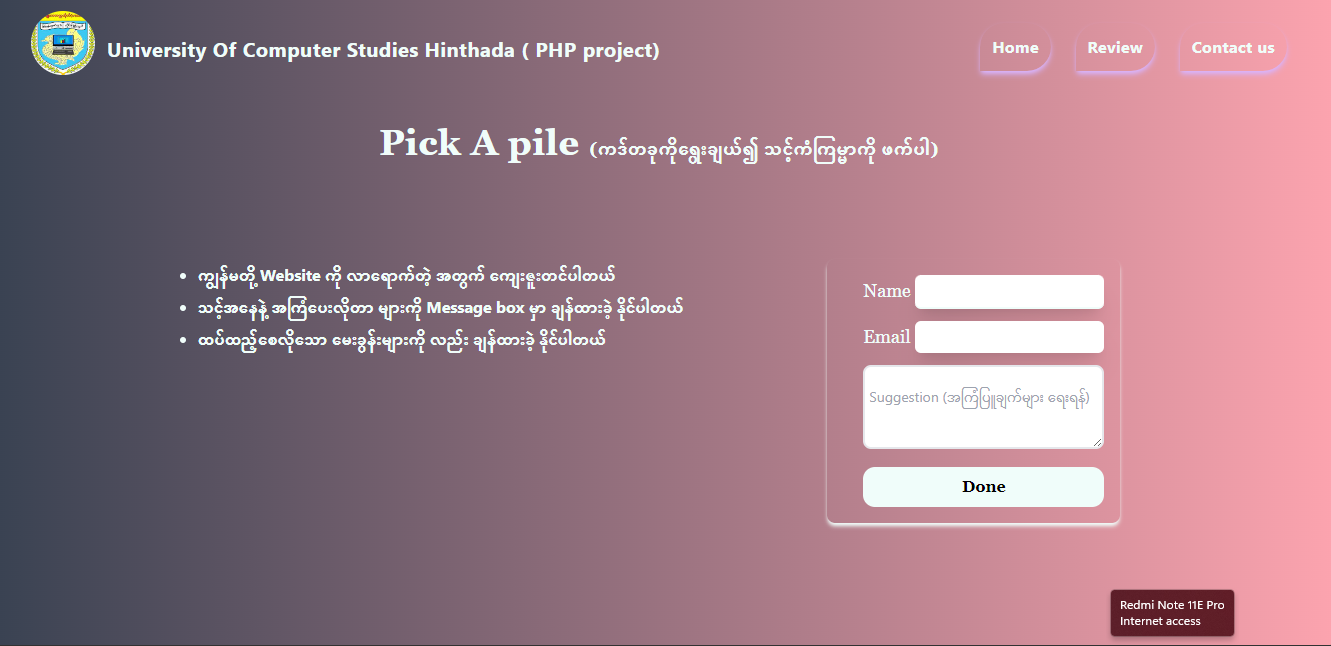 University Of Computer Studies Hinthada ( PHP project)
Home
Review
Contact us
Pick A pile (ကဒ်တခုကိုရွေးချယ်၍ သင့်ကံကြမ္မာကို ဖက်ပါ)
ကျွန်မတို့ Website ကို လာရောက်တဲ့ အတွက် ကျေးဇူးတင်ပါတယ်
သင့်အနေနဲ့ အကြံပေးလိုတာ များကို Message box မှာ ချန်ထားခဲ့ နိုင်ပါတယ်
ထပ်ထည့်စေလိုသော မေးခွန်းများကို လည်း ချန်ထားခဲ့ နိုင်ပါတယ်
Name
Email
Suggestion (အကြံပြုချက်များ ရေးရန်)
Done
Redmi Note 11E Pro
Internet access